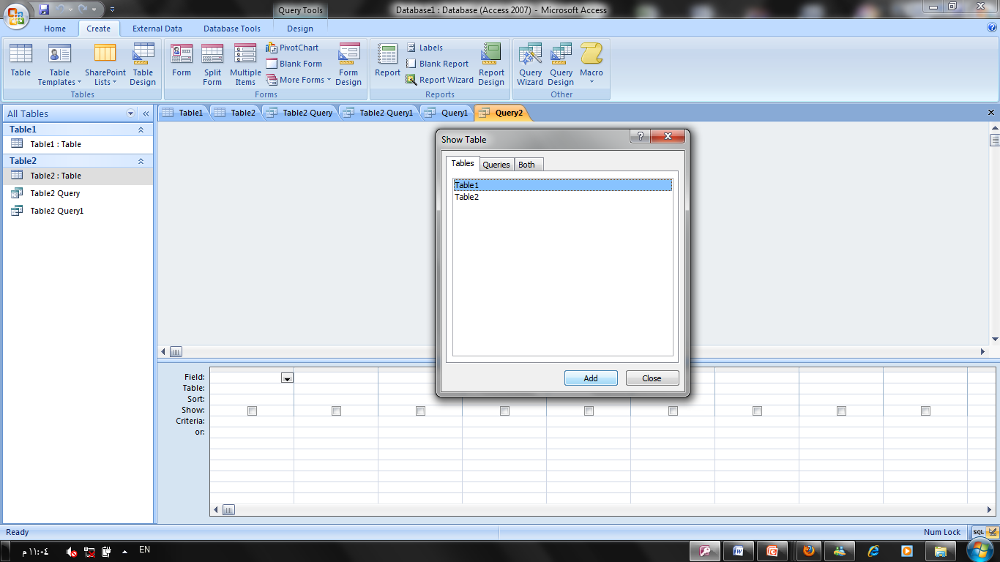 Query Tools
Database1 : Database (Access 2007) - Microsoft Access
Home Create External Data Database Tools Design
Table
Table Templates
SharePoint Lists
Table Design
Tables
Form
Split Form
Multiple Items
PivotChart
Blank Form
More Forms
Form Design
Forms
Report
Labels
Blank Report
Report Wizard
Report Design
Reports
Query Wizard
Query Design
Macro
Other
All Tables
Table1
Table1 : Table
Table2
Table2 : Table
Table2 Query
Table2 Query1
Table1 Table2 Table2 Query Table2 Query1 Query1 Query2
Show Table
Tables Queries Both
Table1
Table2
Add Close
Field:
Table:
Sort:
Show:
Criteria:
or:
Ready
Num Lock
SQL
١١:٠٤ م
EN